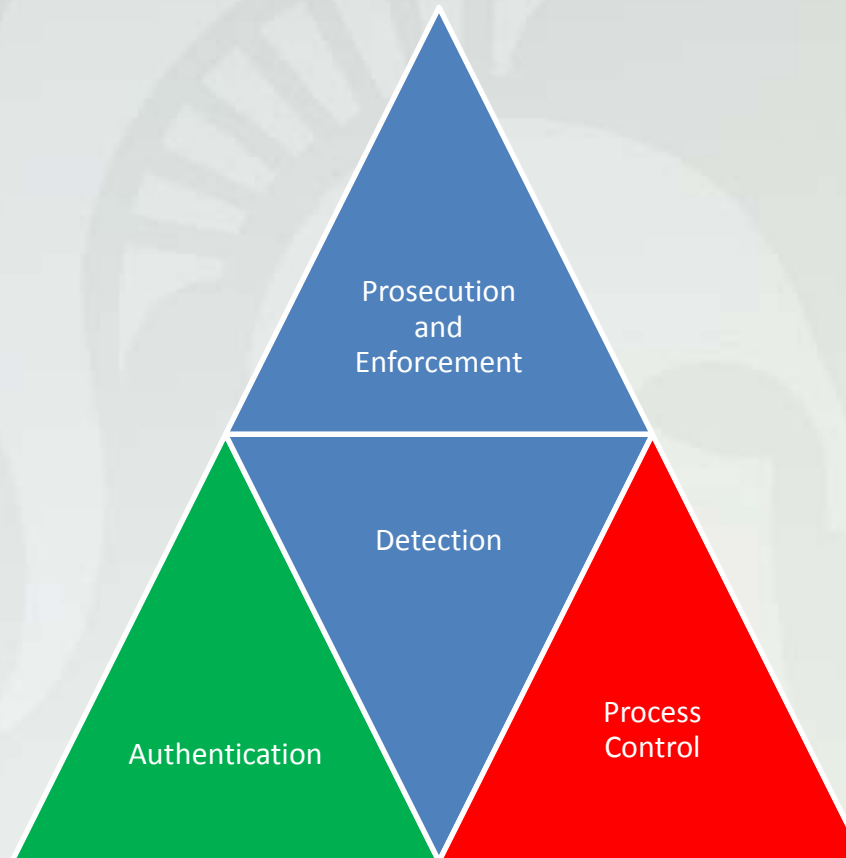 Prosecution
and
Enforcement
Detection
Authentication
Process
Control